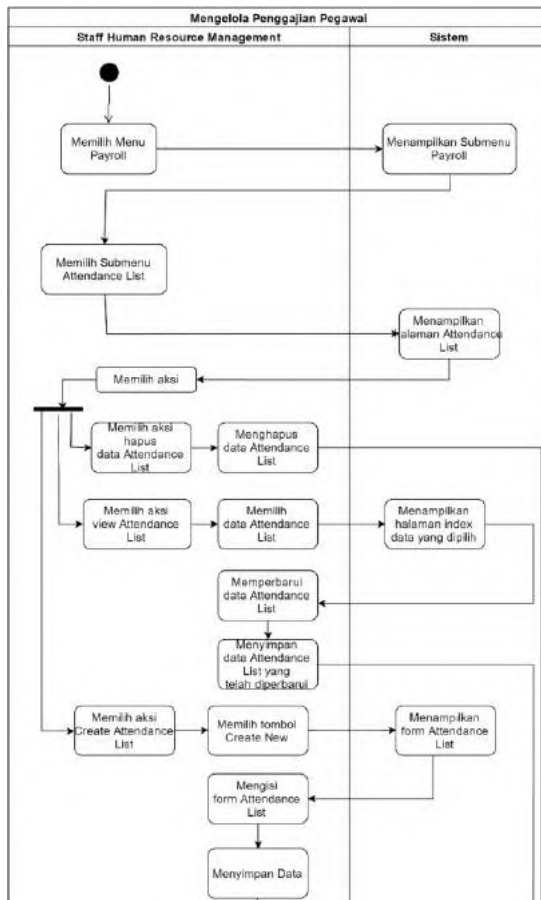 Mengelola Penggajian Pegawai
Staff Human Resource Management
Sistem
Memilih Menu
Payroll
Menampilkan Submenu
Payroll
Memilih Submenu
Attendance List
Menampilkan
alaman Attendance
List
Memilih aksi
Memilih aksi
hapus
data Attendance
List
Menghapus
data Attendance
List
Memilih aksi
view Attendance
List
Memilih
data Attendance
List
Menampilkan
halaman index
data yang dipilih
Memperbarui
data Attendance
List
Menyimpan
data Attendance
List yang
telah diperbarui
Memilih aksi
Create Attendance
List
Memilih tombol
Create New
Menampilkan
form Attendance
List
Mengisi
form Attendance
List
Menyimpan Data